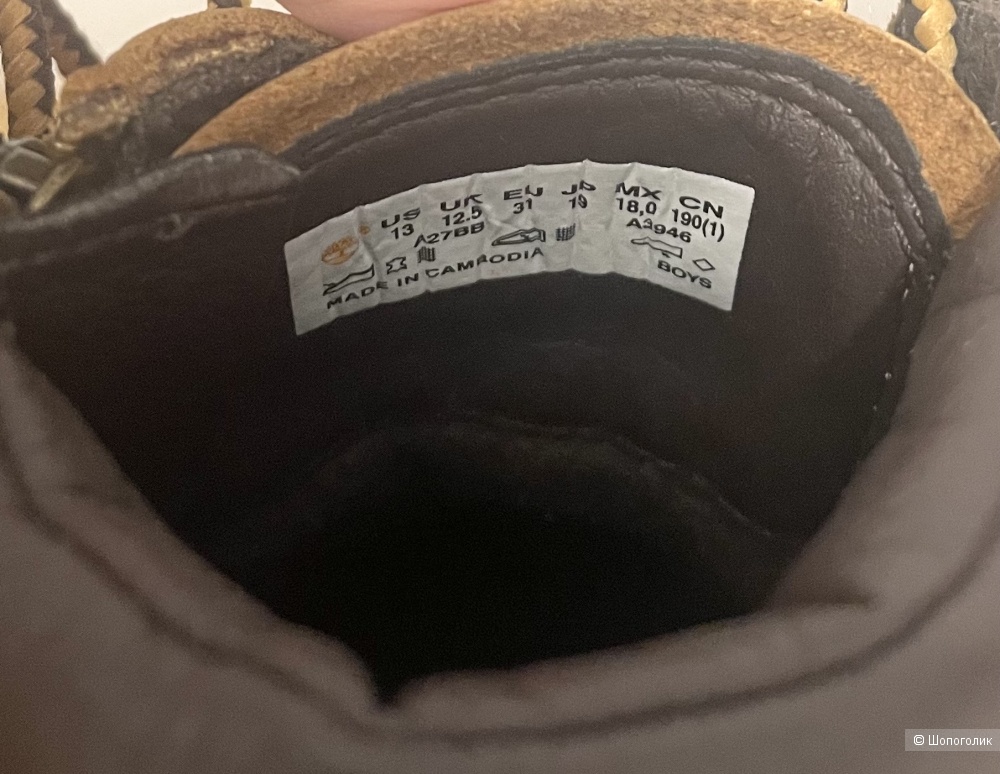 US UK EU JP MX CN
13 12.5 31 19 18,0 190(1)
A27BB A3946
MADE IN CAMBODIA BOYS
© Шопоголик